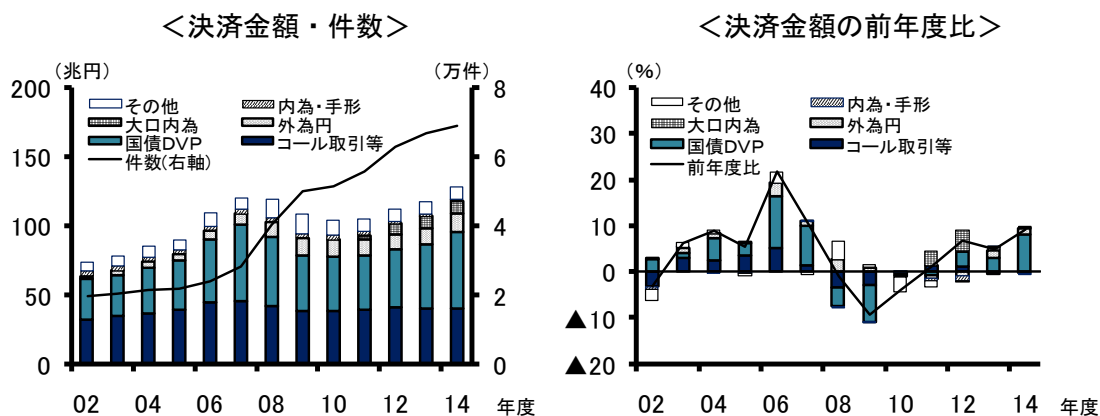 ＜決済金額・件数＞
（兆円）
（万件）
200
150
100
50
0
8
6
4
2
0
その他
内為・手形
大口内為
外為円
国債DVP
コール取引等
件数(右軸)
02 04 06 08 10 12 14 年度
＜決済金額の前年度比＞
（％）
40
30
20
10
0
▲10
▲20
その他
内為・手形
大口内為
外為円
国債DVP
コール取引等
前年度比
02 04 06 08 10 12 14 年度